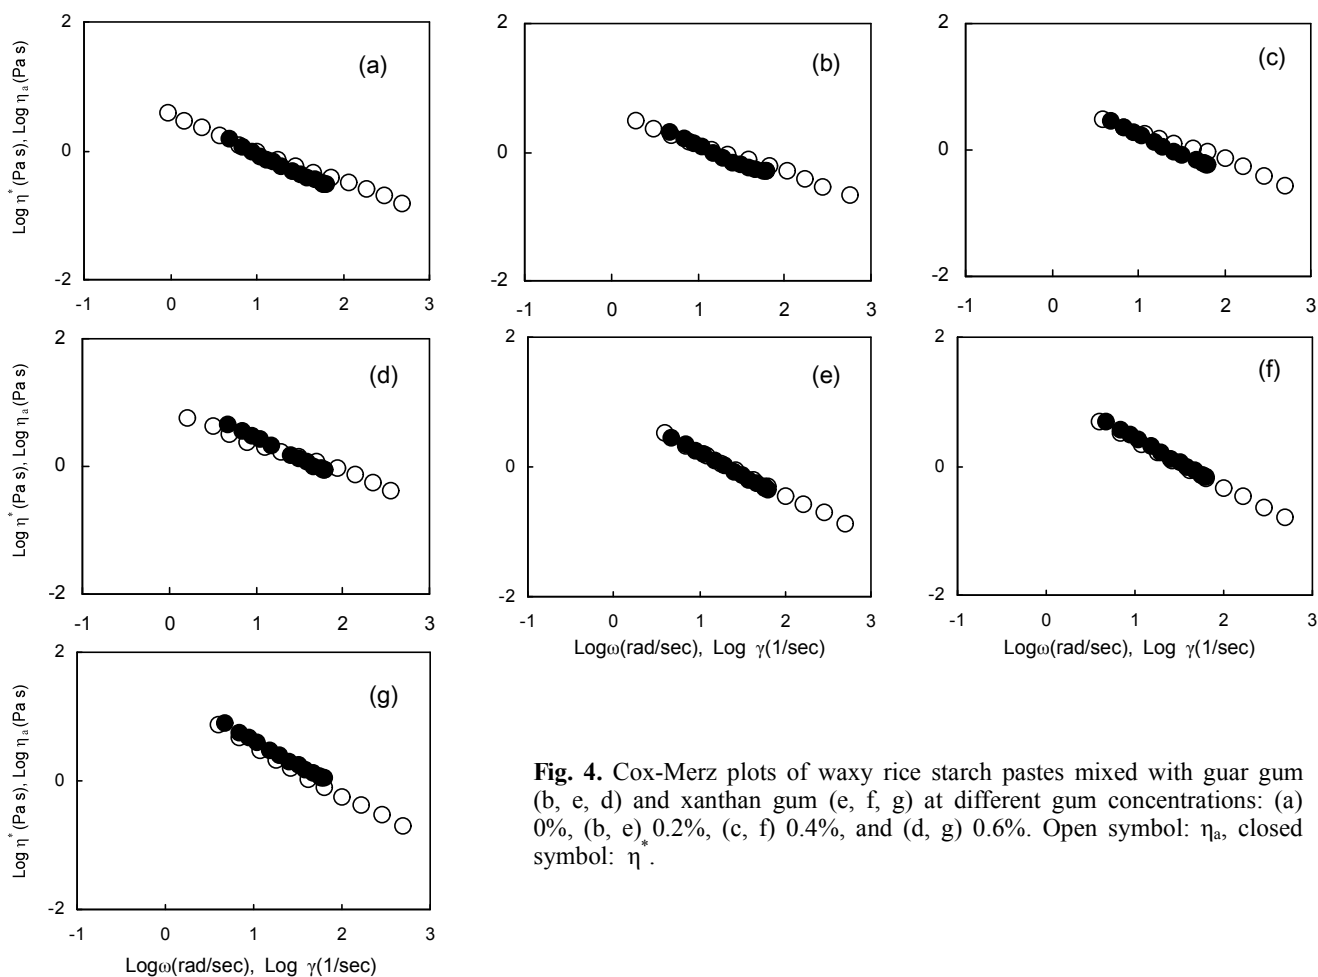 2
0
-2
-1 0 1 2 3
Log η* (Pa s), Log ηa (Pa s)
(a)
2
0
-2
-1 0 1 2 3
(b)
2
0
-2
-1 0 1 2 3
(c)
2
0
-2
-1 0 1 2 3
Log η* (Pa s), Log ηa (Pa s)
(d)
2
0
-2
-1 0 1 2 3
Logω(rad/sec), Log γ(1/sec)
(e)
2
0
-2
-1 0 1 2 3
Logω(rad/sec), Log γ(1/sec)
(f)
2
0
-2
-1 0 1 2 3
Log η* (Pa s), Log ηa (Pa s)
Logω(rad/sec), Log γ(1/sec)
(g)
Fig. 4. Cox-Merz plots of waxy rice starch pastes mixed with guar gum
(b, e, d) and xanthan gum (e, f, g) at different gum concentrations: (a)
0%, (b, e) 0.2%, (c, f) 0.4%, and (d, g) 0.6%. Open symbol: ηa, closed
symbol: η*.